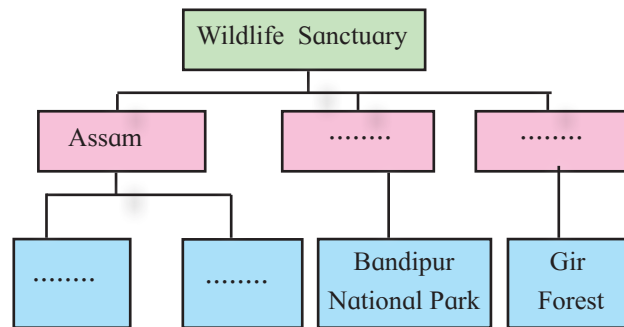 Wildlife Sanctuary
Assam
........
........
........
........
Bandipur
National Park
Gir
Forest